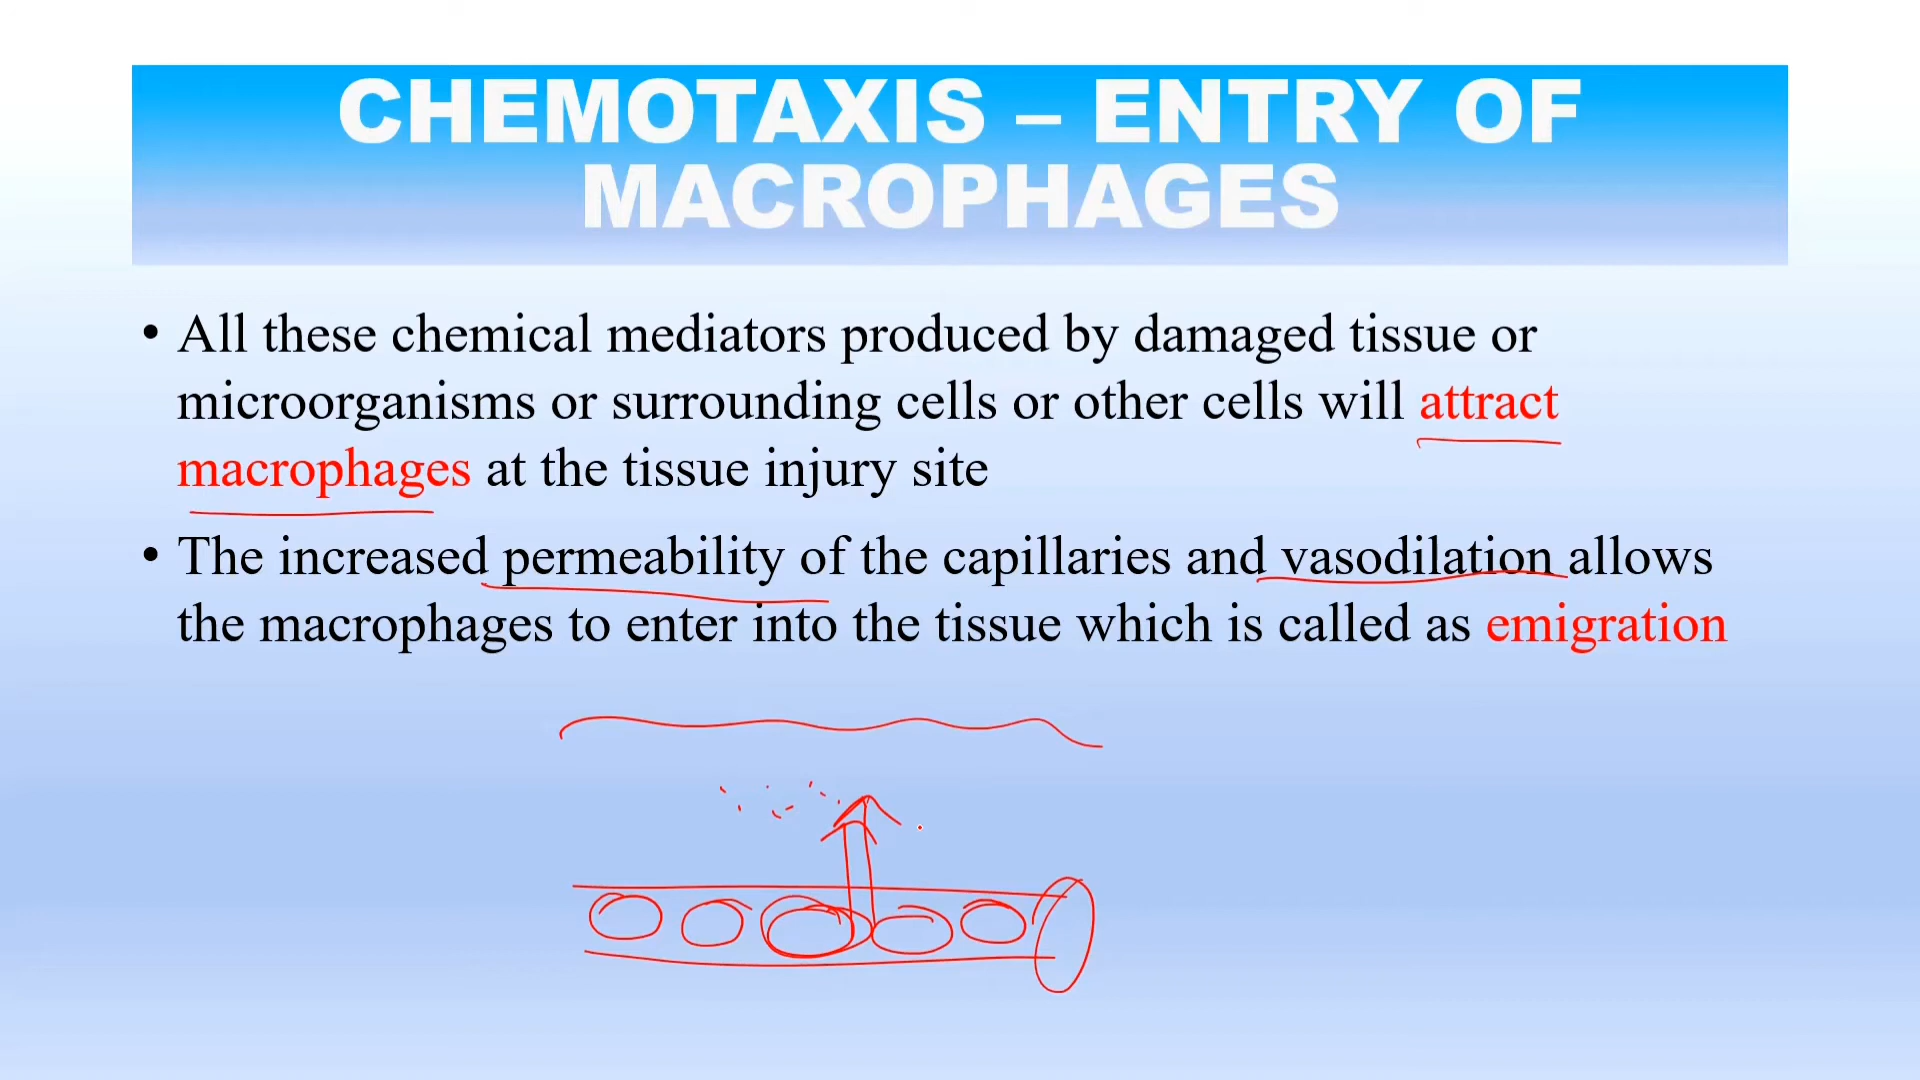 CHEMOTAXIS – ENTRY OF
MACROPHAGES
• All these chemical mediators produced by damaged tissue or
microorganisms or surrounding cells or other cells will attract
macrophages at the tissue injury site
• The increased permeability of the capillaries and vasodilation allows
the macrophages to enter into the tissue which is called as emigration